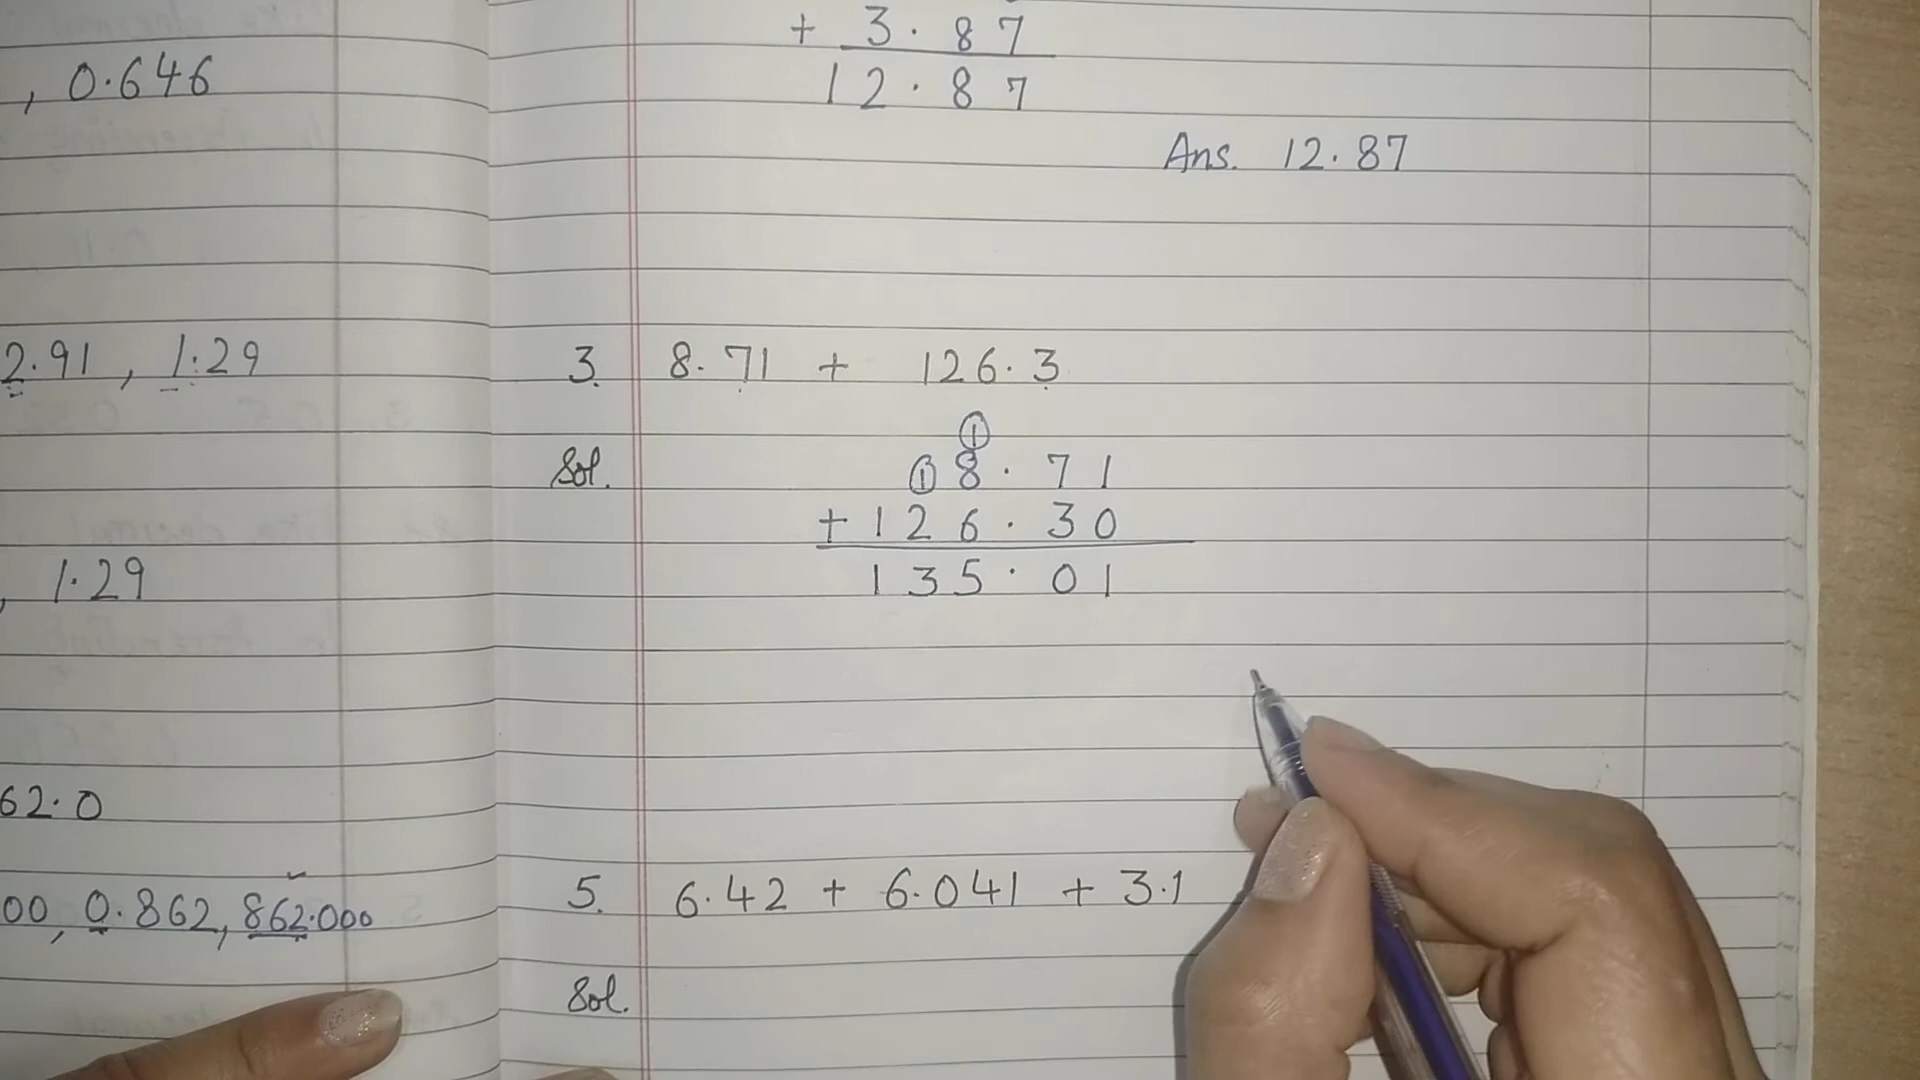 , 0.646
2.91 , 1.29
, 1.29
62.0
00, 0.862, 862.000
+ 3.87
12.87
Ans. 12.87
3. 8.71 + 126.3
1
Sol. 1 8.71
+ 126.30
135.01
5. 6.42 + 6.041 + 3.1
Sol.